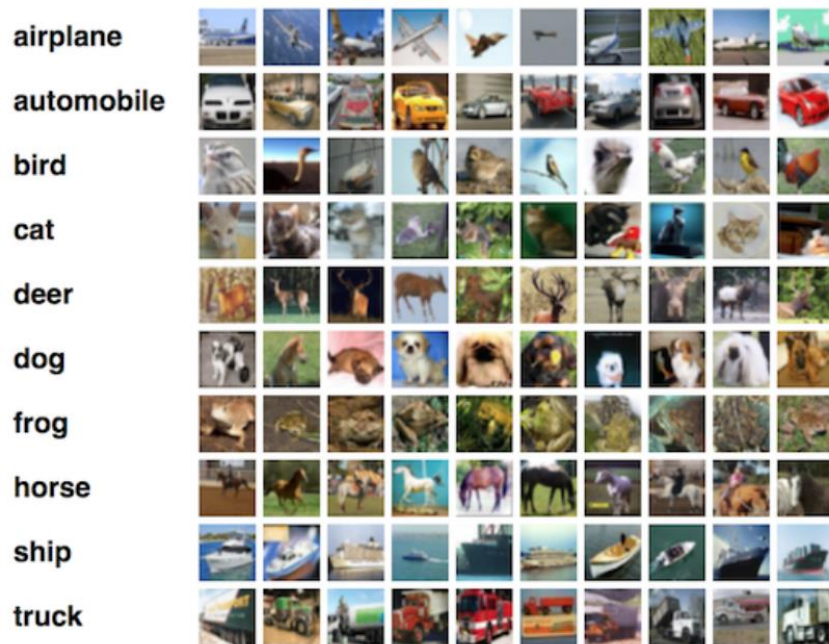 airplane
automobile
bird
cat
deer
dog
frog
horse
ship
truck